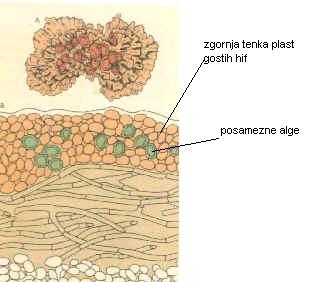 A
zgornja tenka plast
gostih hif
a
posamezne alge